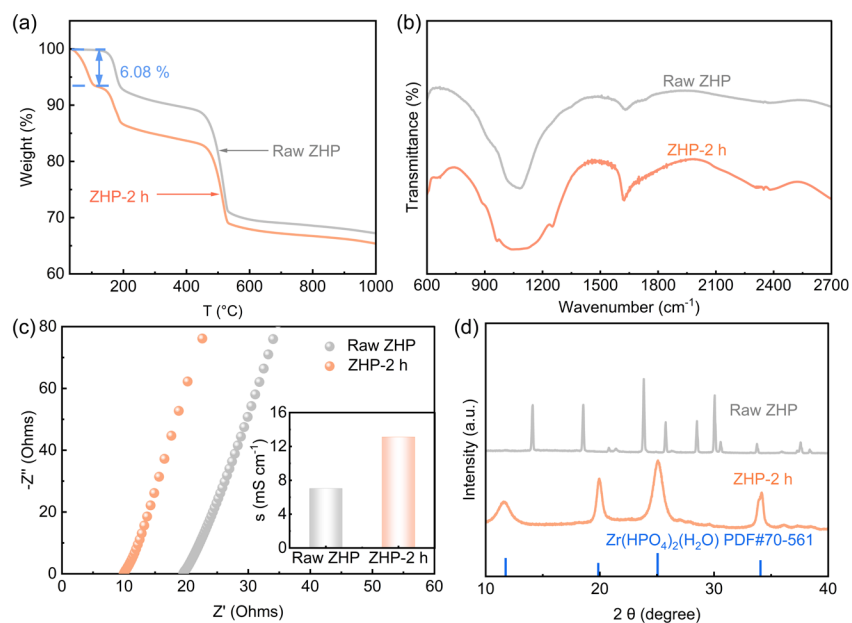 (a)
100
90
80
70
60
Weight (%)
6.08 %
Raw ZHP
ZHP-2 h
200
400
600
800
1000
T (°C)
(b)
Transmittance (%)
Raw ZHP
ZHP-2 h
600
900
1200
1500
1800
2100
2400
2700
Wavenumber (cm⁻¹)
(c)
80
60
40
20
0
-Z" (Ohms)
Raw ZHP
ZHP-2 h
16
12
8
4
0
s (mS cm⁻¹)
Raw ZHP
ZHP-2 h
0
10
20
30
40
50
60
Z' (Ohms)
(d)
Intensity (a.u.)
Raw ZHP
ZHP-2 h
Zr(HPO₄)₂(H₂O) PDF#70-561
10
20
30
40
2 θ (degree)